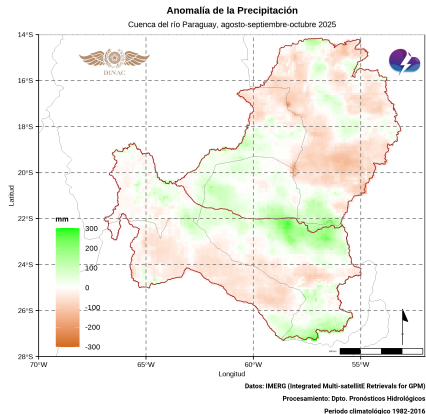 Anomalía de la Precipitación
Cuenca del río Paraguay, agosto-septiembre-octubre 2025
14°S
16°S
18°S
20°S
22°S
24°S
26°S
28°S
Latitud
DINAC
mm
300
200
100
0
-100
-200
-300
70°W
65°W
60°W
55°W
Longitud
Datos: IMERG (Integrated Multi-satellitE Retrievals for GPM)
Procesamiento: Dpto. Pronósticos Hidrológicos
Periodo climatológico 1982-2016